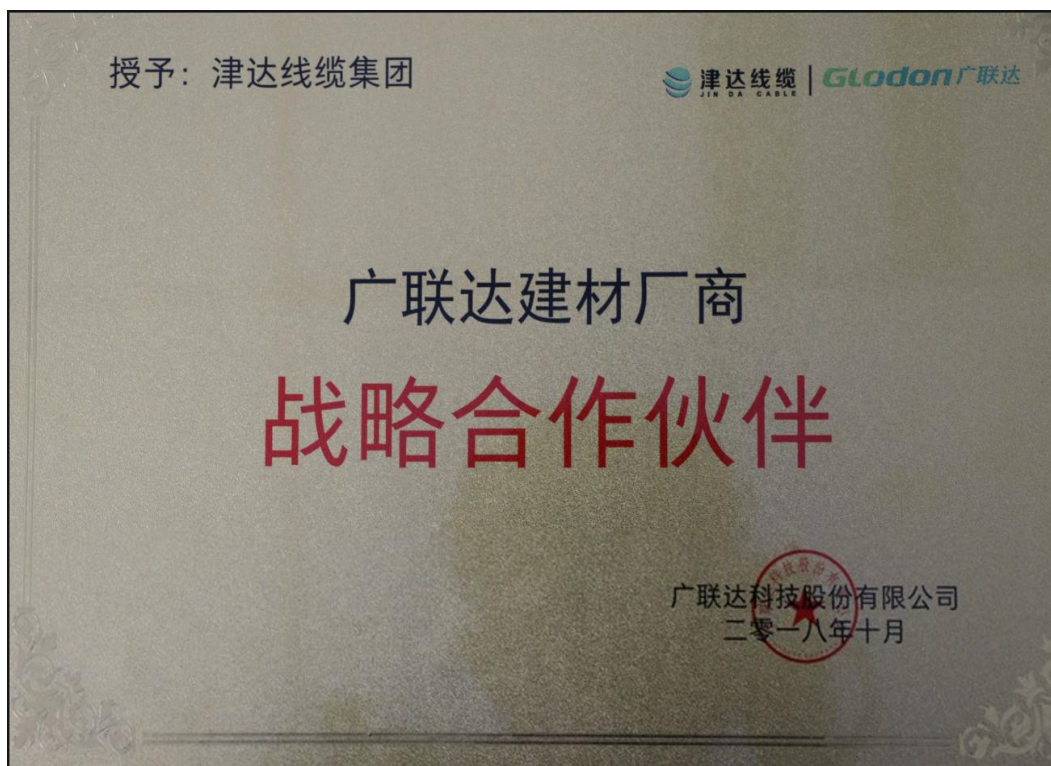 授予：津达线缆集团
津达线缆 | GLodon广联达
JIN DA CABLE
广联达建材厂商
战略合作伙伴
广联达科技股份有限公司
二零一八年十月